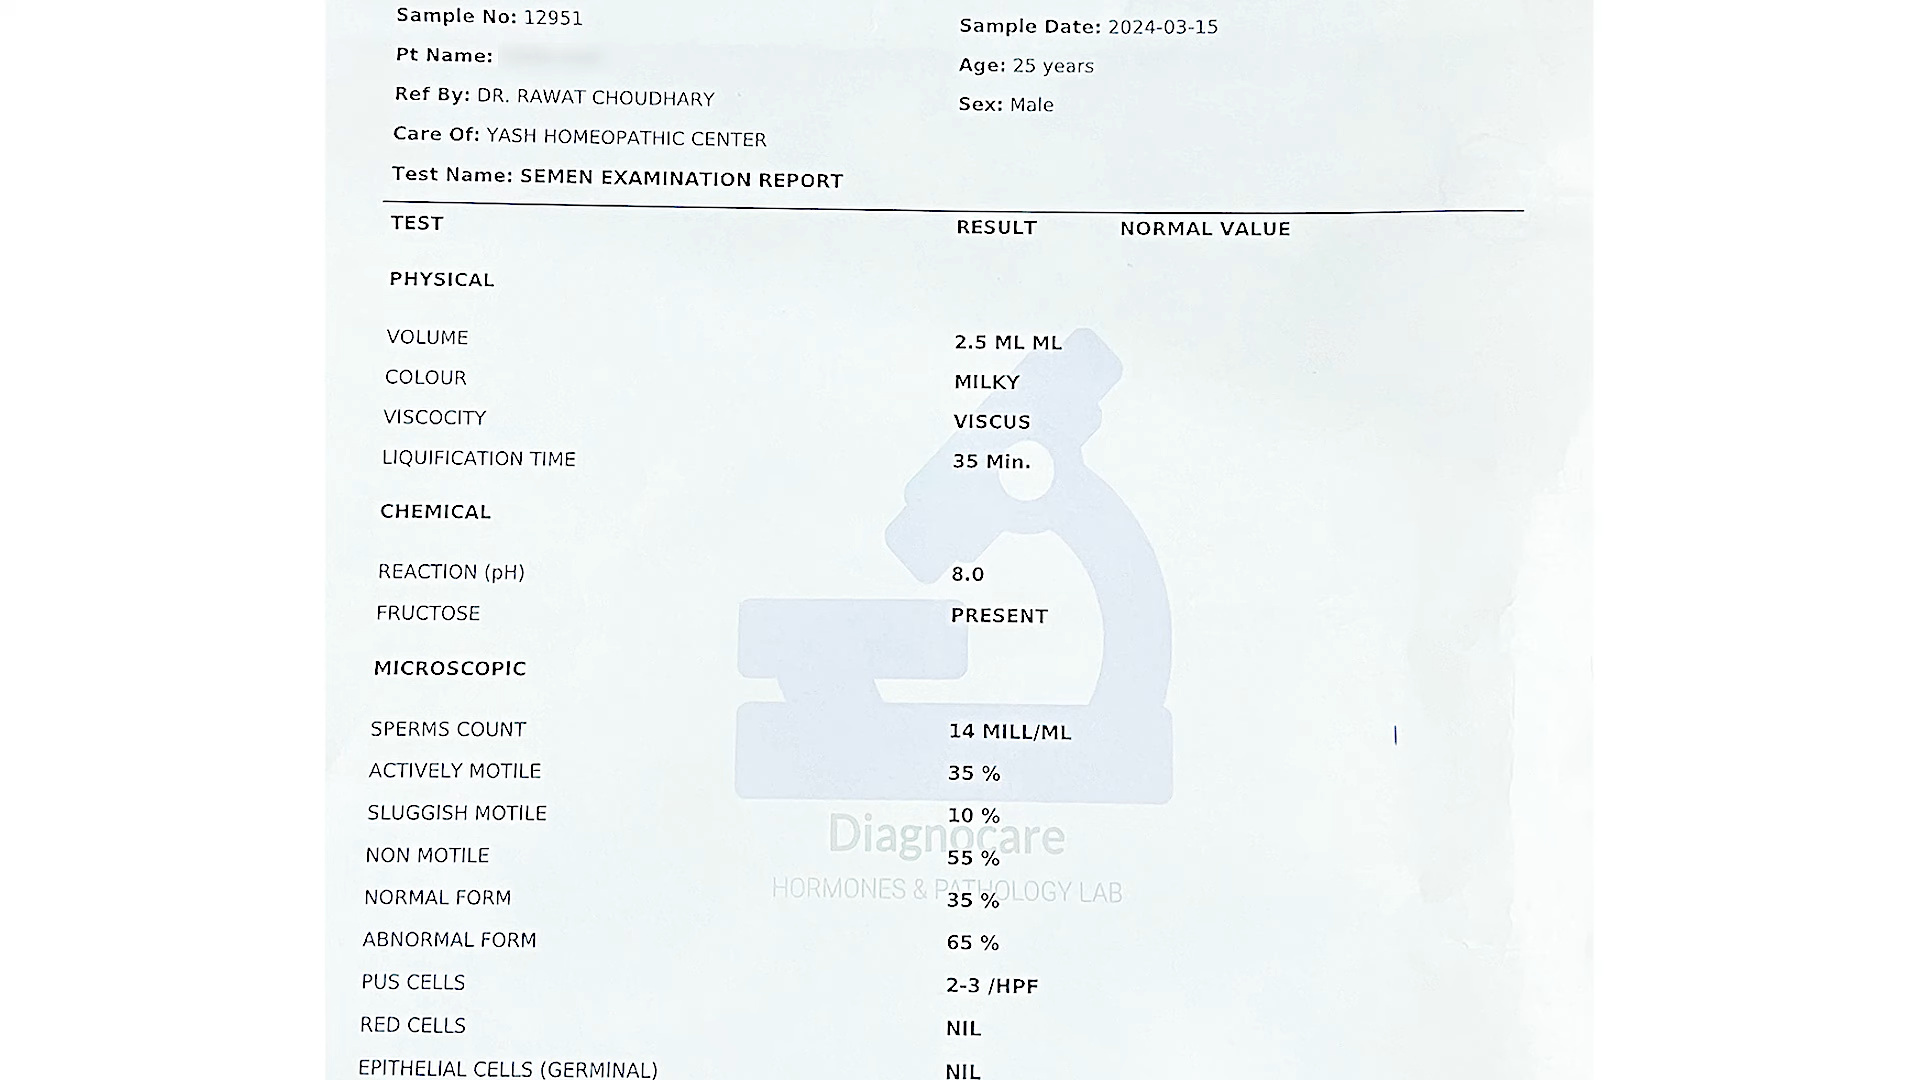 Sample No: 12951
Sample Date: 2024-03-15
Pt Name:
Age: 25 years
Ref By: DR. RAWAT CHOUDHARY
Sex: Male
Care Of: YASH HOMEOPATHIC CENTER
Test Name: SEMEN EXAMINATION REPORT
TEST RESULT NORMAL VALUE
PHYSICAL
VOLUME 2.5 ML ML
COLOUR MILKY
VISCOCITY VISCUS
LIQUIFICATION TIME 35 Min.
CHEMICAL
REACTION (pH) 8.0
FRUCTOSE PRESENT
MICROSCOPIC
SPERMS COUNT 14 MILL/ML
ACTIVELY MOTILE 35 %
SLUGGISH MOTILE 10 %
Diagnocare
NON MOTILE 55 %
HORMONES & PATHOLOGY LAB
NORMAL FORM 35 %
ABNORMAL FORM 65 %
PUS CELLS 2-3 /HPF
RED CELLS NIL
EPITHELIAL CELLS (GERMINAL) NIL